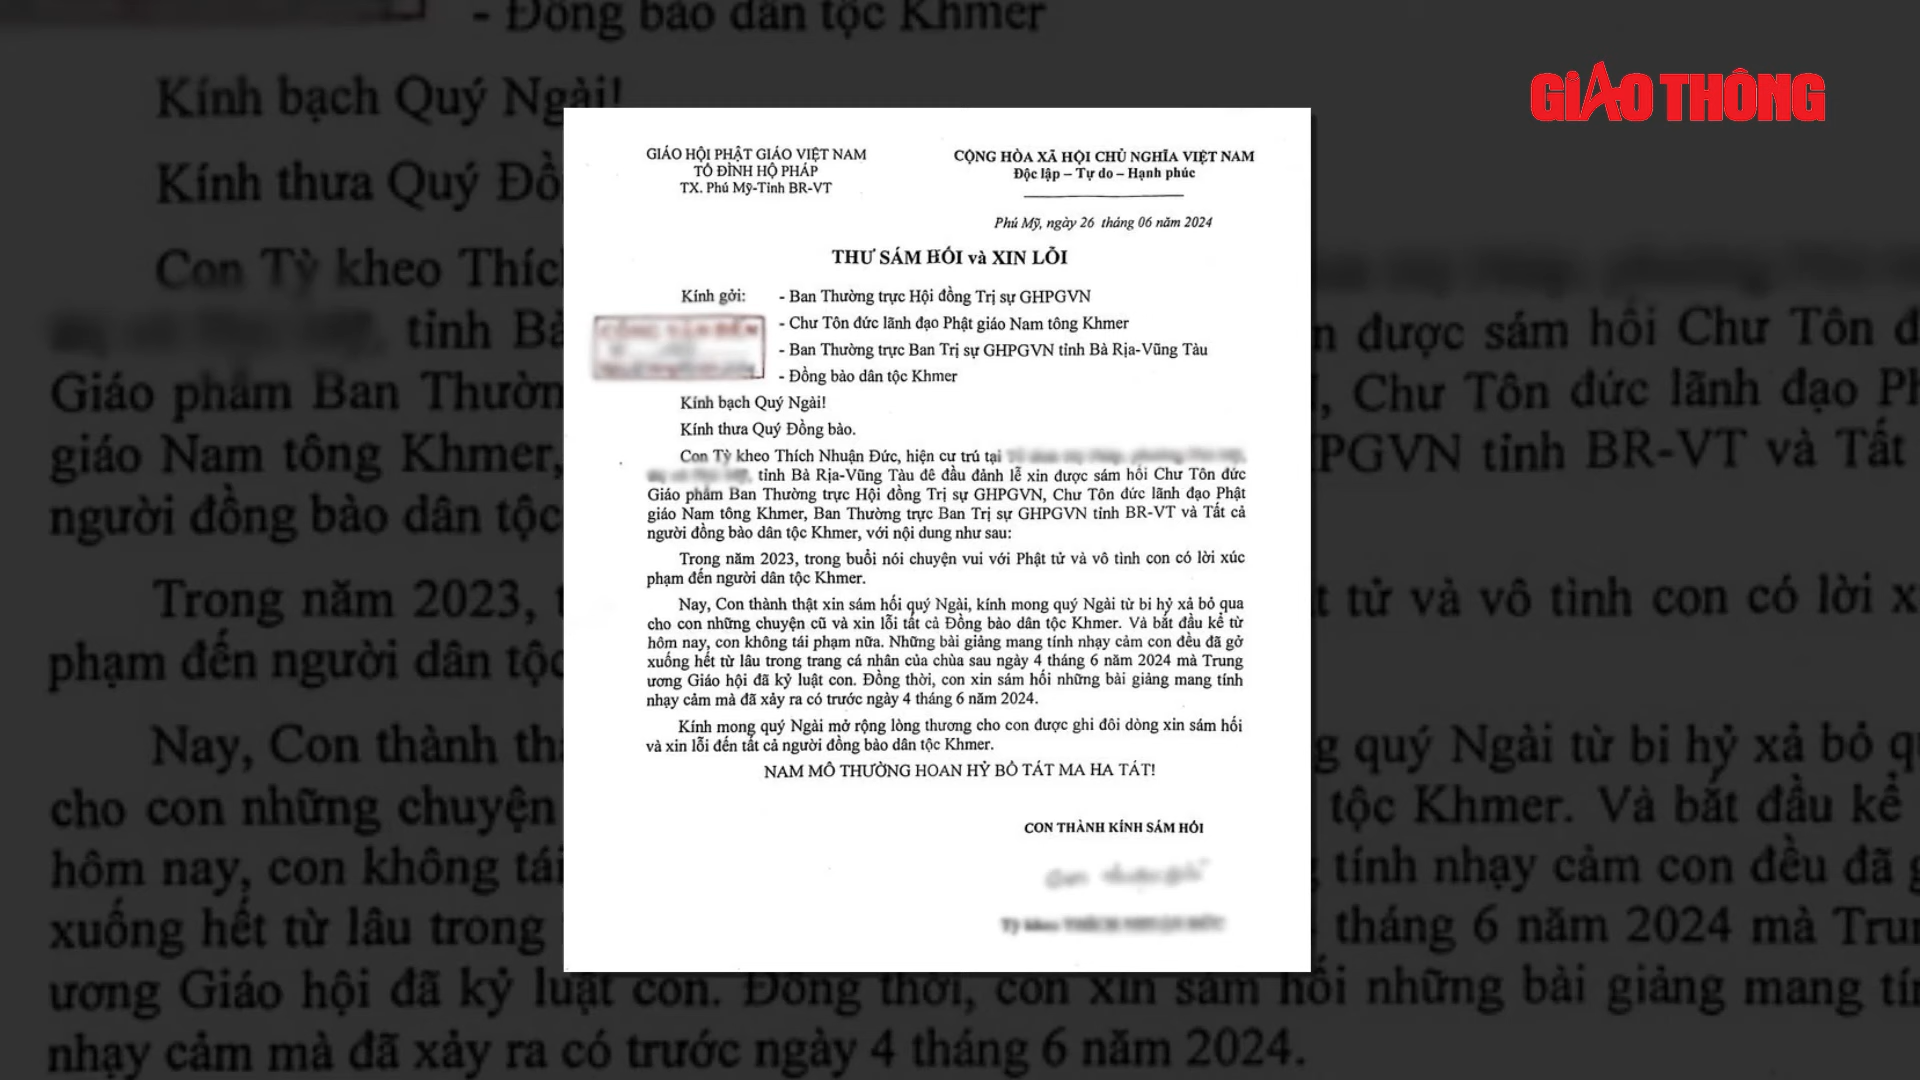 - Đồng bào dân tộc Khmer
Kính bạch Quý Ngài!
Kính thưa Quý Đồ
Con Tỳ kheo Thíc
tỉnh Bà
n được sám hối Chư Tôn đ
Giáo phẩm Ban Thườn
, Chư Tôn đức lãnh đạo Ph
giáo Nam tông Khmer,
PGVN tỉnh BR-VT và Tất
người đồng bào dân tộc
Trong năm 2023, t
t tử và vô tình con có lời x
phạm đến người dân tộc
Nay, Con thành th
g quý Ngài từ bi hỷ xả bỏ q
cho con những chuyện
tộc Khmer. Và bắt đầu kể
hôm nay, con không tái
tính nhạy cảm con đều đã g
xuống hết từ lâu trong
tháng 6 năm 2024 mà Trun
ương Giáo hội đã kỷ luật con. Đồng thời, con xin sám hối những bài giảng mang tín
nhạy cảm mà đã xảy ra có trước ngày 4 tháng 6 năm 2024.
GIAO THÔNG
GIÁO HỘI PHẬT GIÁO VIỆT NAM
TỔ ĐÌNH HỘ PHÁP
TX. Phú Mỹ-Tỉnh BR-VT
CỘNG HÒA XÃ HỘI CHỦ NGHĨA VIỆT NAM
Độc lập – Tự do – Hạnh phúc
Phú Mỹ, ngày 26 tháng 06 năm 2024
THƯ SÁM HỐI và XIN LỖI
Kính gởi: - Ban Thường trực Hội đồng Trị sự GHPGVN
- Chư Tôn đức lãnh đạo Phật giáo Nam tông Khmer
- Ban Thường trực Ban Trị sự GHPGVN tỉnh Bà Rịa-Vũng Tàu
- Đồng bào dân tộc Khmer
CÔNG VĂN ĐẾN
Kính bạch Quý Ngài!
Kính thưa Quý Đồng bào.
Con Tỳ kheo Thích Nhuận Đức, hiện cư trú tại
tỉnh Bà Rịa-Vũng Tàu đê đầu đảnh lễ xin được sám hối Chư Tôn đức
Giáo phẩm Ban Thường trực Hội đồng Trị sự GHPGVN, Chư Tôn đức lãnh đạo Phật
giáo Nam tông Khmer, Ban Thường trực Ban Trị sự GHPGVN tỉnh BR-VT và Tất cả
người đồng bào dân tộc Khmer, với nội dung như sau:
Trong năm 2023, trong buổi nói chuyện vui với Phật tử và vô tình con có lời xúc
phạm đến người dân tộc Khmer.
Nay, Con thành thật xin sám hối quý Ngài, kính mong quý Ngài từ bi hỷ xả bỏ qua
cho con những chuyện cũ và xin lỗi tất cả Đồng bào dân tộc Khmer. Và bắt đầu kể từ
hôm nay, con không tái phạm nữa. Những bài giảng mang tính nhạy cảm con đều đã gở
xuống hết từ lâu trong trang cá nhân của chùa sau ngày 4 tháng 6 năm 2024 mà Trung
ương Giáo hội đã kỷ luật con. Đồng thời, con xin sám hối những bài giảng mang tính
nhạy cảm mà đã xảy ra có trước ngày 4 tháng 6 năm 2024.
Kính mong quý Ngài mở rộng lòng thương cho con được ghi đôi dòng xin sám hối
và xin lỗi đến tất cả người đồng bào dân tộc Khmer.
NAM MÔ THƯỜNG HOAN HỶ BỒ TÁT MA HA TÁT!
CON THÀNH KÍNH SÁM HỐI